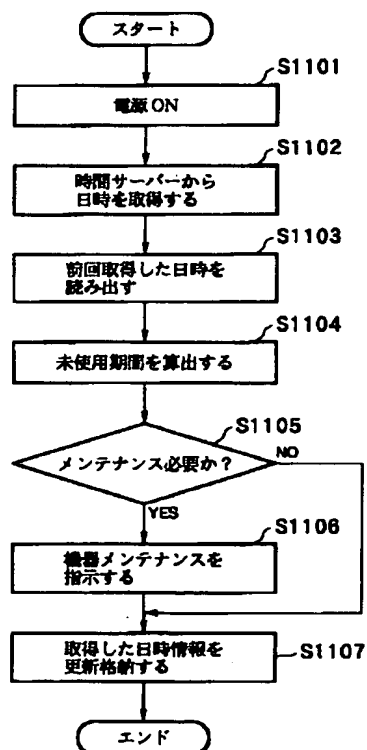 スタート
S1101
電源ON
S1102
時間サーバーから
日時を取得する
S1103
前回取得した日時を
読み出す
S1104
未使用期間を算出する
S1105
メンテナンス必要か？
NO
YES
S1106
機器メンテナンスを
指示する
取得した日時情報を
更新格納する
S1107
エンド